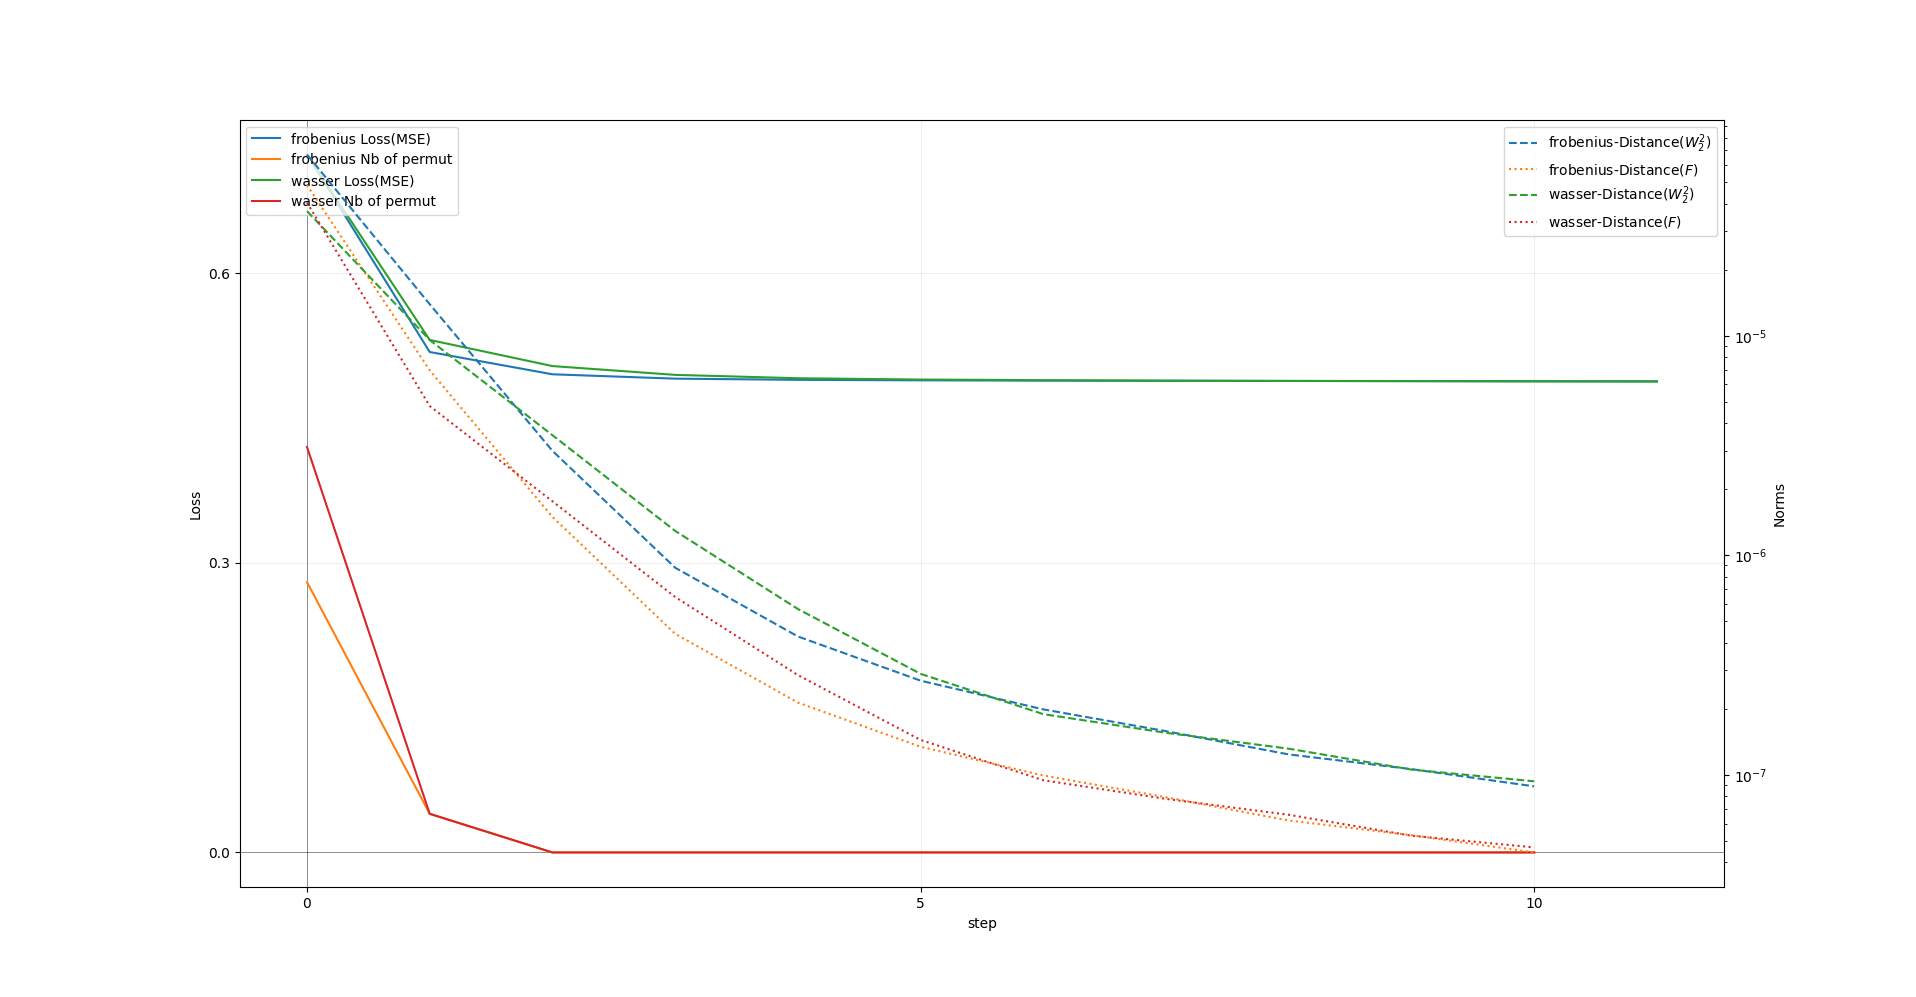 frobenius Loss(MSE)
frobenius Nb of permut
wasser Loss(MSE)
wasser Nb of permut
frobenius-Distance($W_2^2$)
frobenius-Distance($F$)
wasser-Distance($W_2^2$)
wasser-Distance($F$)
0.6
0.3
0.0
Loss
10⁻⁵
10⁻⁶
10⁻⁷
Norms
0 5 10
step